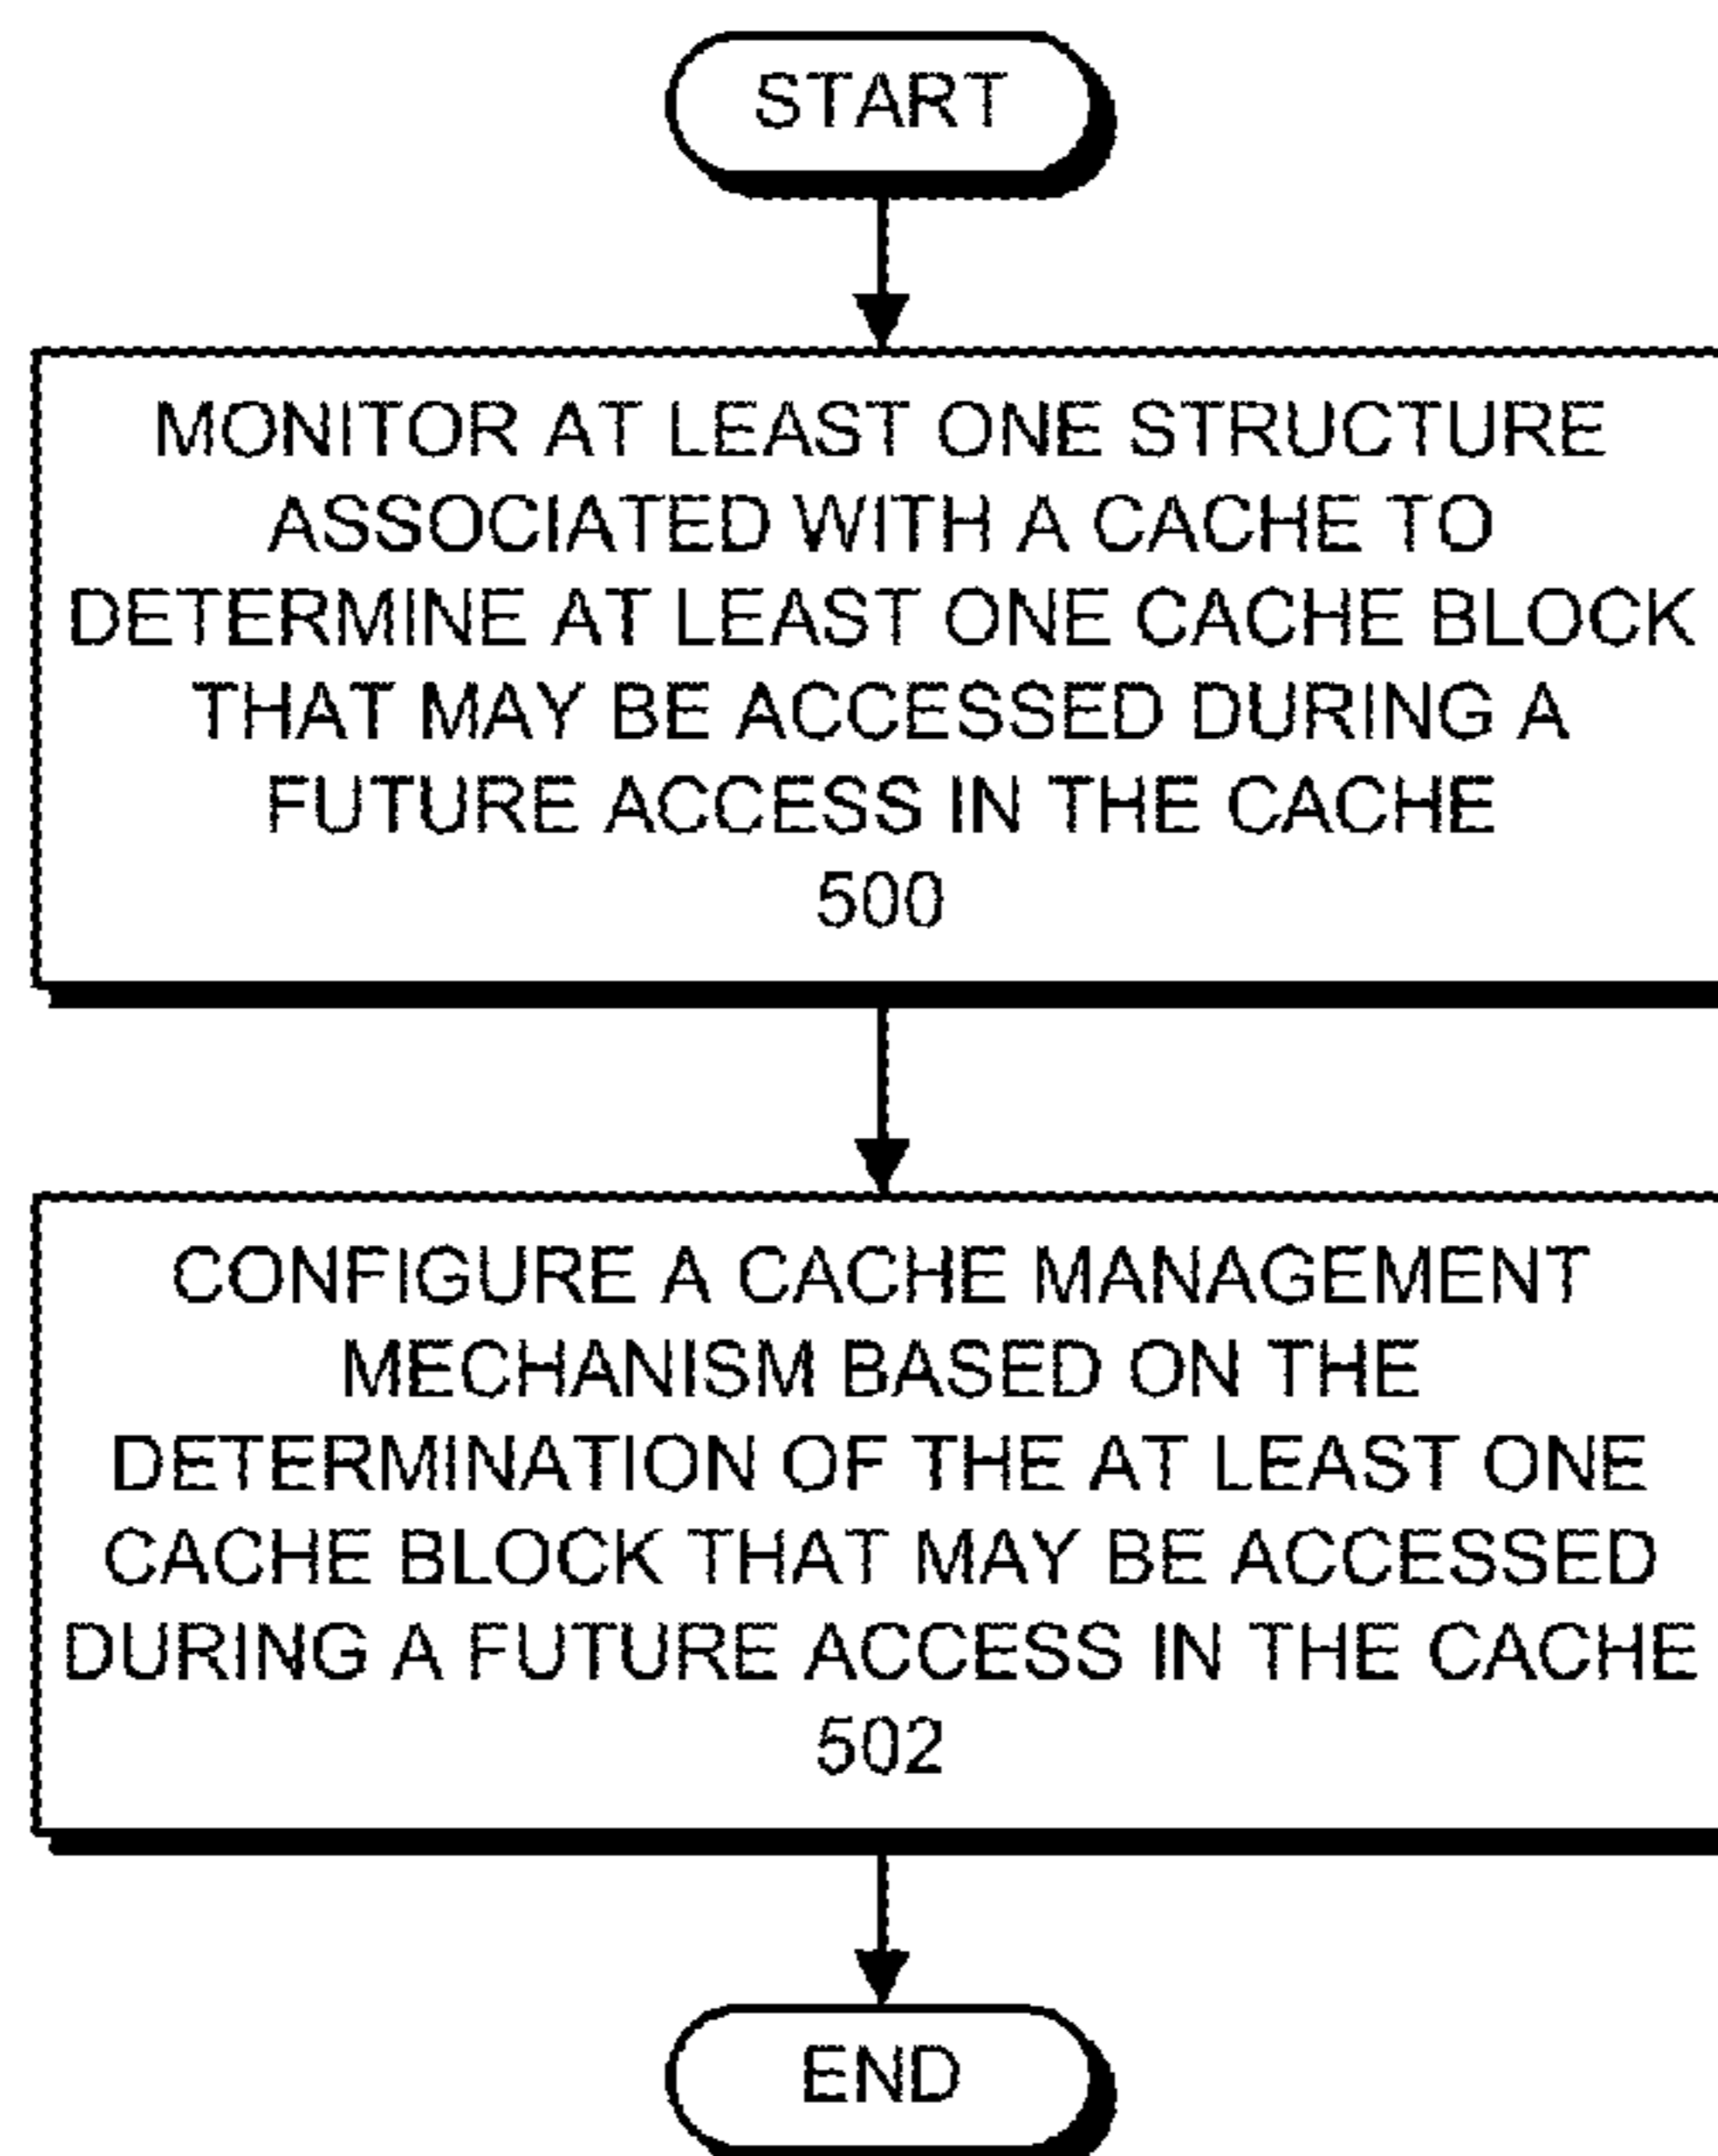 START
MONITOR AT LEAST ONE STRUCTURE
ASSOCIATED WITH A CACHE TO
DETERMINE AT LEAST ONE CACHE BLOCK
THAT MAY BE ACCESSED DURING A
FUTURE ACCESS IN THE CACHE
500
CONFIGURE A CACHE MANAGEMENT
MECHANISM BASED ON THE
DETERMINATION OF THE AT LEAST ONE
CACHE BLOCK THAT MAY BE ACCESSED
DURING A FUTURE ACCESS IN THE CACHE
502
END